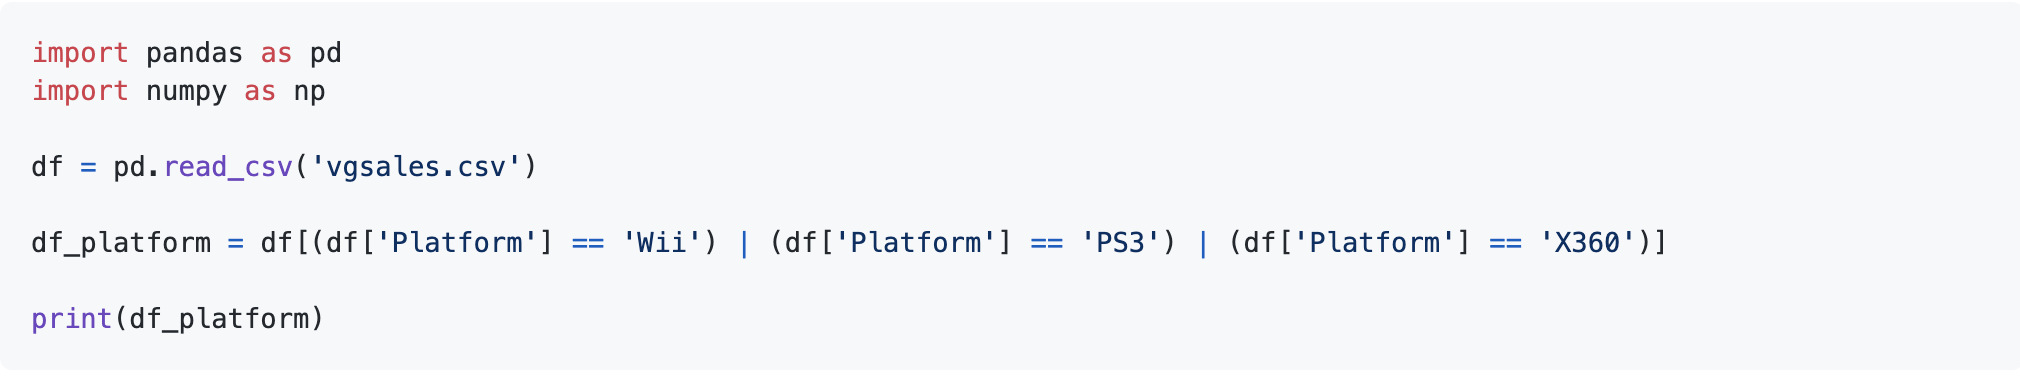 import pandas as pd
import numpy as np
df = pd.read_csv('vgsales.csv')
df_platform = df[(df['Platform'] == 'Wii') | (df['Platform'] == 'PS3') | (df['Platform'] == 'X360')]
print(df_platform)